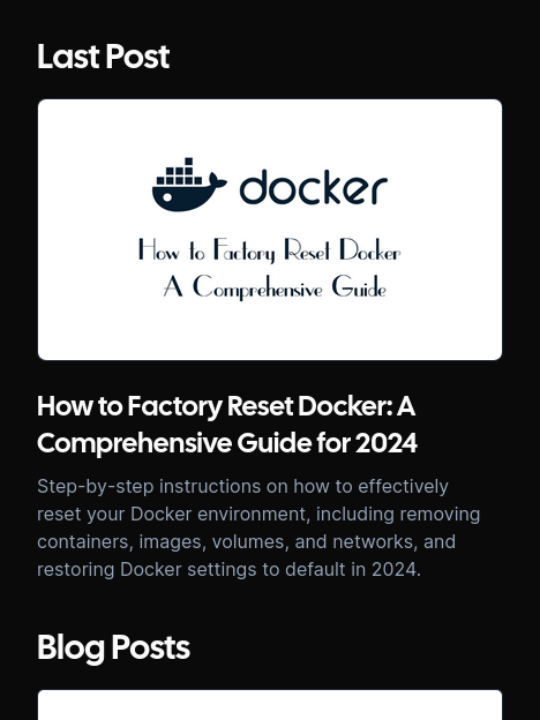 Last Post
docker
How to Factory Reset Docker
A Comprehensive Guide
How to Factory Reset Docker: A
Comprehensive Guide for 2024
Step-by-step instructions on how to effectively
reset your Docker environment, including removing
containers, images, volumes, and networks, and
restoring Docker settings to default in 2024.
Blog Posts